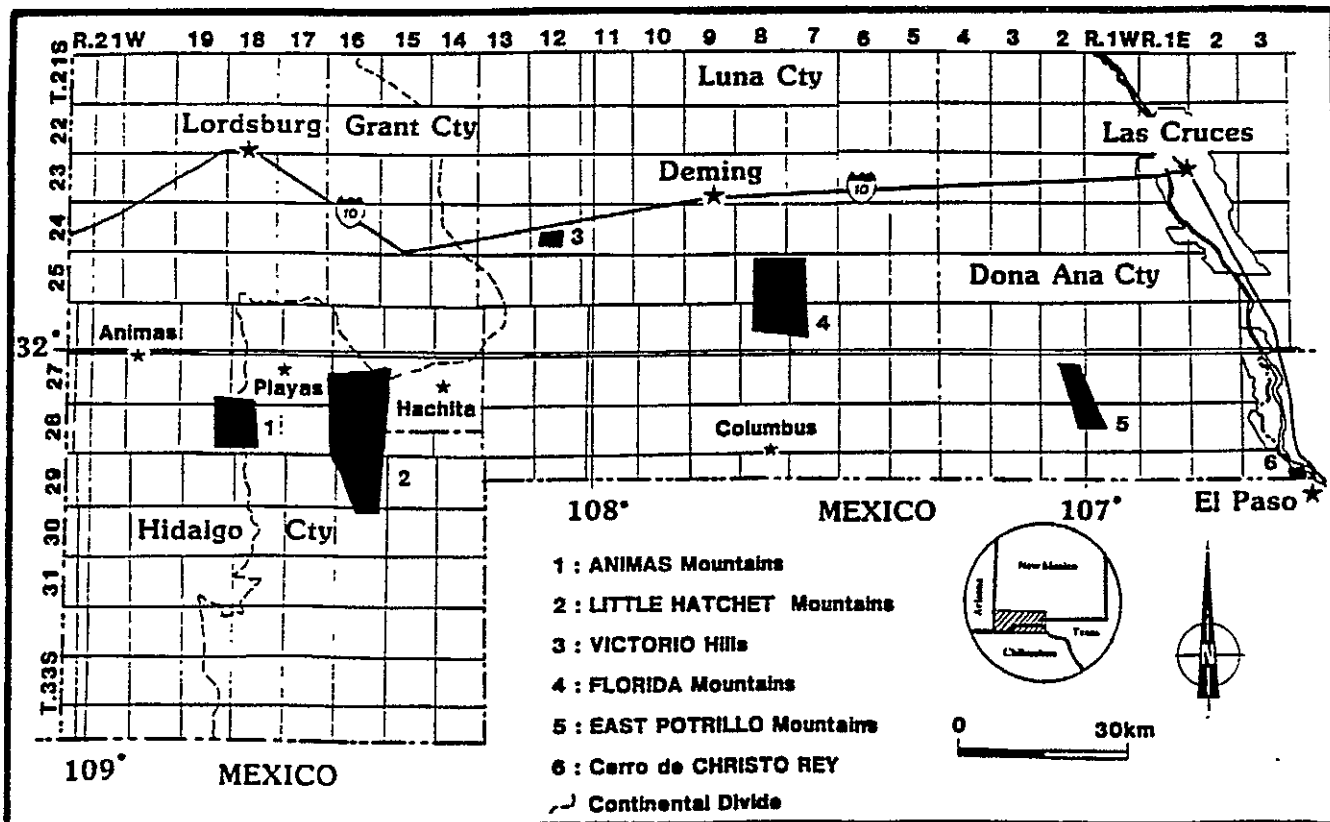 R.21W 19 18 17 16 15 14 13 12 11 10 9 8 7 6 5 4 3 2 R.1W R.1E 2 3
T.21S
22
23
24
25
27
28
29
30
31
T.33S
Luna Cty
Lordsburg Grant Cty
Las Cruces
Deming
10
10
3
Dona Ana Cty
4
Animas
32°
Playas
Hachita
1
Columbus
5
2
6
108° MEXICO 107° El Paso
Hidalgo Cty
109° MEXICO
1 : ANIMAS Mountains
2 : LITTLE HATCHET Mountains
3 : VICTORIO Hills
4 : FLORIDA Mountains
5 : EAST POTRILLO Mountains
6 : Cerro de CHRISTO REY
Continental Divide
New Mexico
Arizona
Texas
Chihuahua
0 30km